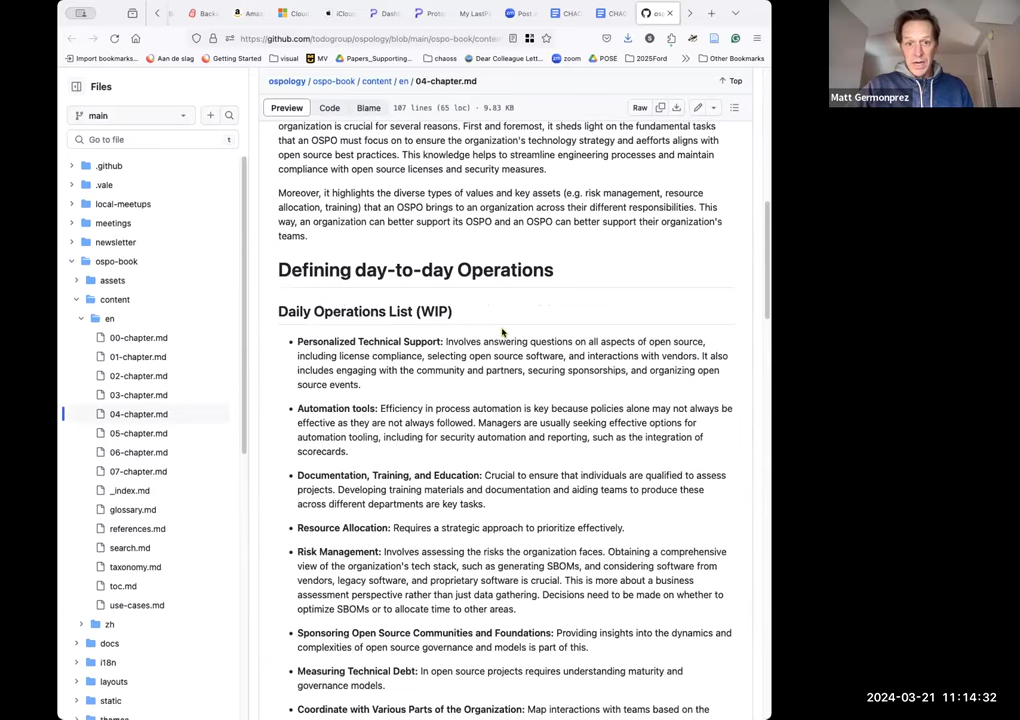 Backs
Amaz
Cloud
iClou
Dash
Prote
My LastP
Post
CHAO
CHAO
osp
https://github.com/todogroup/ospology/blob/main/ospo-book/conten
Import bookmarks...
Aan de slag
Getting Started
visual
MV
Papers_Supporting...
chaoss
Dear Colleague Let...
zoom
POSE
2025Ford
Other Bookmarks
Files
main
Go to file
t
.github
.vale
local-meetups
meetings
newsletter
ospo-book
assets
content
en
00-chapter.md
01-chapter.md
02-chapter.md
03-chapter.md
04-chapter.md
05-chapter.md
06-chapter.md
07-chapter.md
_index.md
glossary.md
references.md
search.md
taxonomy.md
toc.md
use-cases.md
zh
docs
i18n
layouts
static
themes
ospology / ospo-book / content / en / 04-chapter.md
Top
Preview
Code
Blame
107 lines (65 loc) · 9.83 KB
Raw
organization is crucial for several reasons. First and foremost, it sheds light on the fundamental tasks
that an OSPO must focus on to ensure the organization's technology strategy and aefforts aligns with
open source best practices. This knowledge helps to streamline engineering processes and maintain
compliance with open source licenses and security measures.
Moreover, it highlights the diverse types of values and key assets (e.g. risk management, resource
allocation, training) that an OSPO brings to an organization across their different responsibilities. This
way, an organization can better support its OSPO and an OSPO can better support their organization's
teams.
Defining day-to-day Operations
Daily Operations List (WIP)
• Personalized Technical Support: Involves answering questions on all aspects of open source,
including license compliance, selecting open source software, and interactions with vendors. It also
includes engaging with the community and partners, securing sponsorships, and organizing open
source events.
• Automation tools: Efficiency in process automation is key because policies alone may not always be
effective as they are not always followed. Managers are usually seeking effective options for
automation tooling, including for security automation and reporting, such as the integration of
scorecards.
• Documentation, Training, and Education: Crucial to ensure that individuals are qualified to assess
projects. Developing training materials and documentation and aiding teams to produce these
across different departments are key tasks.
• Resource Allocation: Requires a strategic approach to prioritize effectively.
• Risk Management: Involves assessing the risks the organization faces. Obtaining a comprehensive
view of the organization's tech stack, such as generating SBOMs, and considering software from
vendors, legacy software, and proprietary software is crucial. This is more about a business
assessment perspective rather than just data gathering. Decisions need to be made on whether to
optimize SBOMs or to allocate time to other areas.
• Sponsoring Open Source Communities and Foundations: Providing insights into the dynamics and
complexities of open source governance and models is part of this.
• Measuring Technical Debt: In open source projects requires understanding maturity and
governance models.
• Coordinate with Various Parts of the Organization: Map interactions with teams based on the
Matt Germonprez
2024-03-21 11:14:32